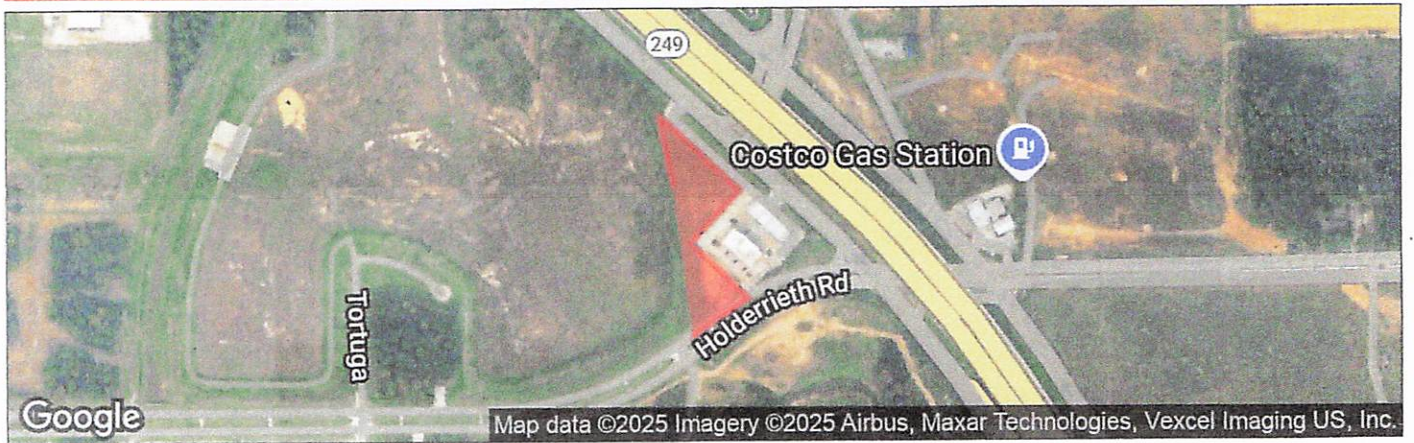 249
Costco Gas Station
Holderrieth Rd
Tortuga
Google
Map data ©2025 Imagery ©2025 Airbus, Maxar Technologies, Vexcel Imaging US, Inc.